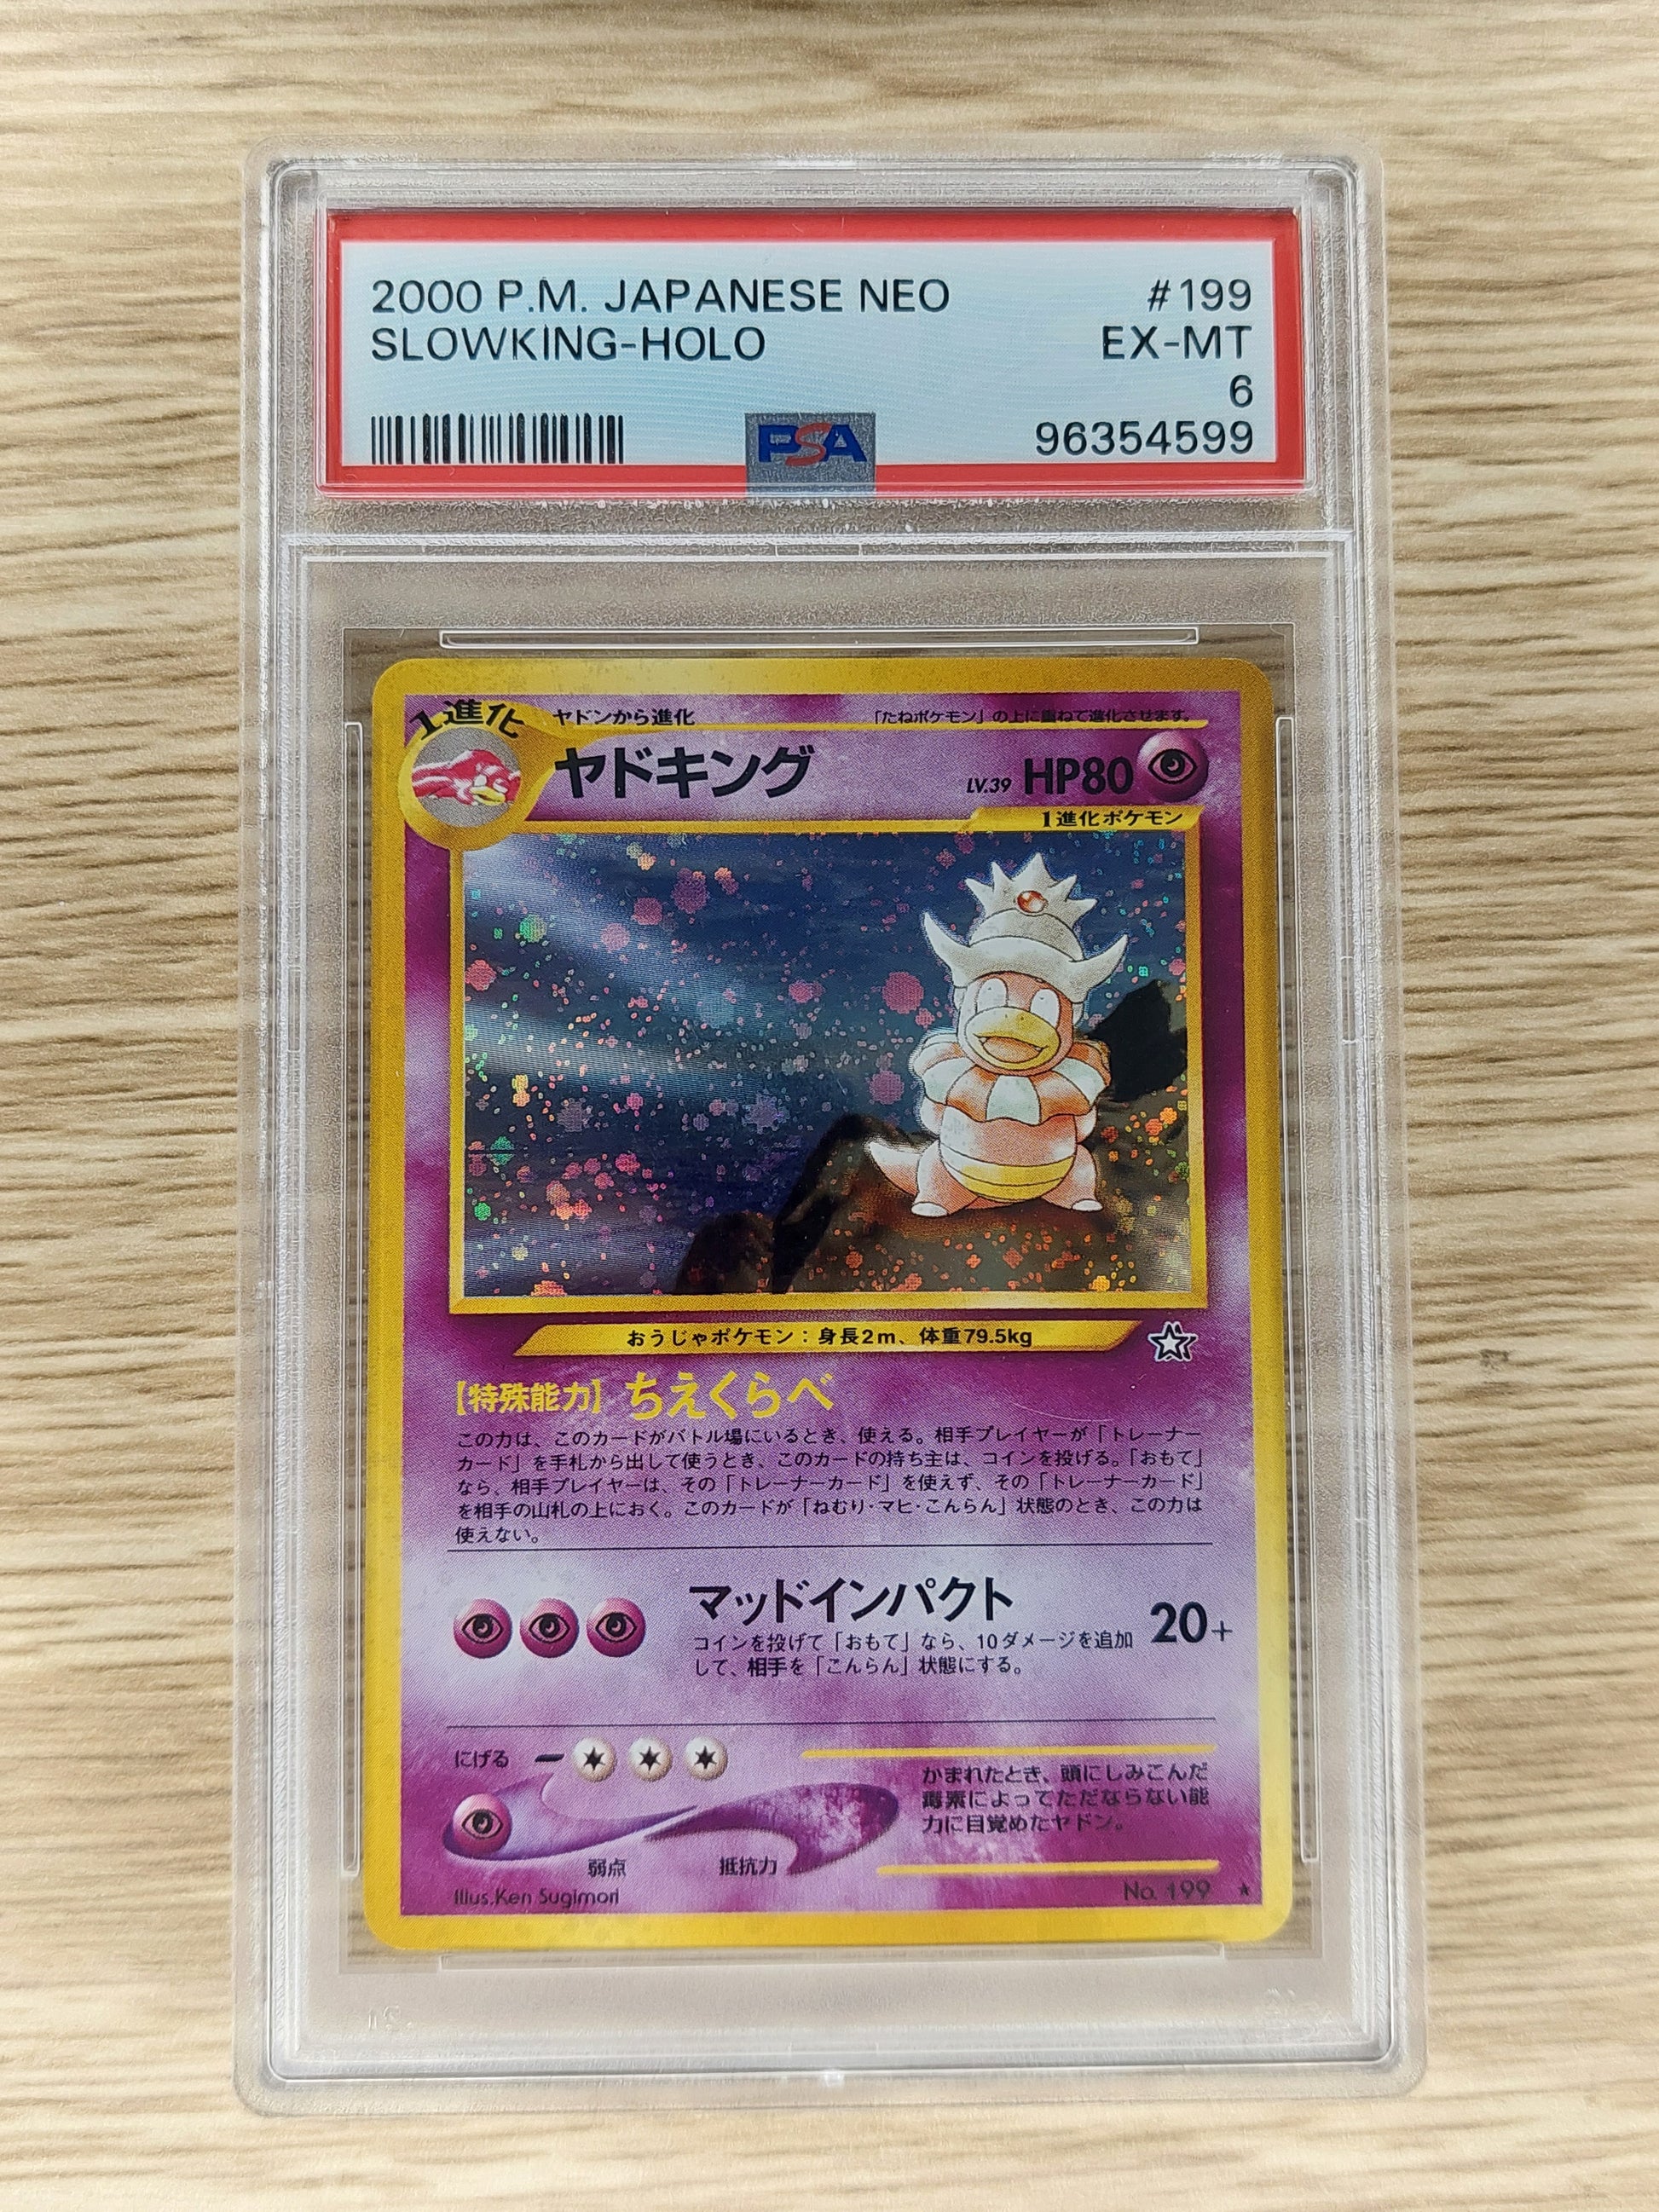 2000 P.M. JAPANESE NEO #199
SLOWKING-HOLO EX-MT
6
PSA 96354599
1進化 ヤドンから進化 「たねポケモン」の上に重ねて進化させます。
ヤドキング LV.39 HP80
1進化ポケモン
おうじゃポケモン：身長2m、体重79.5kg
【特殊能力】ちえくらべ
この力は、このカードがバトル場にいるとき、使える。相手プレイヤーが「トレーナー
カード」を手札から出して使うとき、このカードの持ち主は、コインを投げる。「おもて」
なら、相手プレイヤーは、その「トレーナーカード」を使えず、その「トレーナーカード」
を相手の山札の上におく。このカードが「ねむり・マヒ・こんらん」状態のとき、この力は
使えない。
マッドインパクト 20+
コインを投げて「おもて」なら、10ダメージを追加
して、相手を「こんらん」状態にする。
にげる
かまれたとき、頭にしみこんだ
毒素によってただならない能
力に目覚めたヤドン。
弱点 抵抗力
Illus.Ken Sugimori No. 199 ★